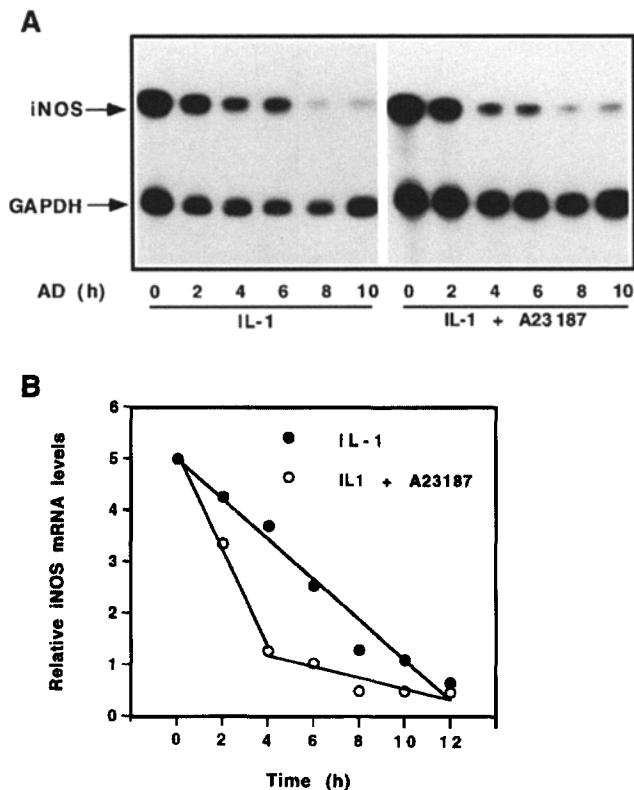 A
iNOS
GAPDH
AD (h) 0 2 4 6 8 10 0 2 4 6 8 10
IL-1 IL-1 + A23187
B
Relative iNOS mRNA levels
6
5
4
3
2
1
0
IL-1
IL1 + A23187
0 2 4 6 8 10 12
Time (h)